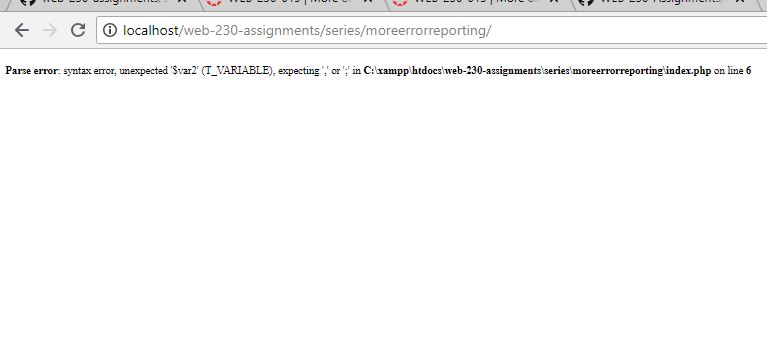 web-230-assignments/s
WEB-230-015 | More on
WEB-230-015 | More on
WEB-230-Assignments/
localhost/web-230-assignments/series/moreerrorreporting/
Parse error: syntax error, unexpected '$var2' (T_VARIABLE), expecting ',' or ';' in C:\xampp\htdocs\web-230-assignments\series\moreerrorreporting\index.php on line 6